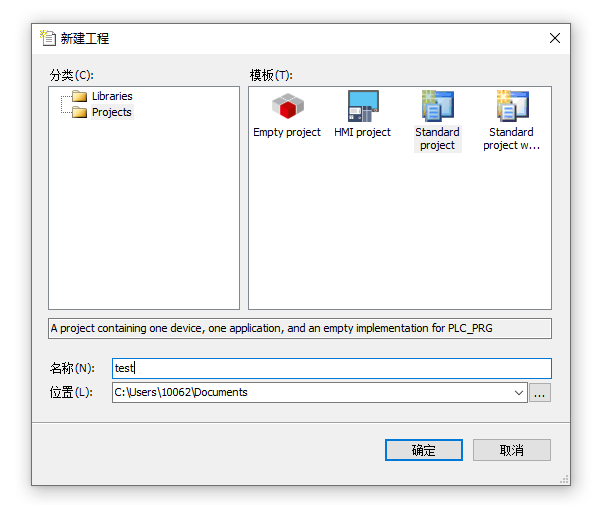 新建工程
分类(C):
模板(T):
Libraries
Projects
Empty project
HMI project
Standard
project
Standard
project w...
A project containing one device, one application, and an empty implementation for PLC_PRG
名称(N):
test
位置(L):
C:\Users\10062\Documents
...
确定
取消